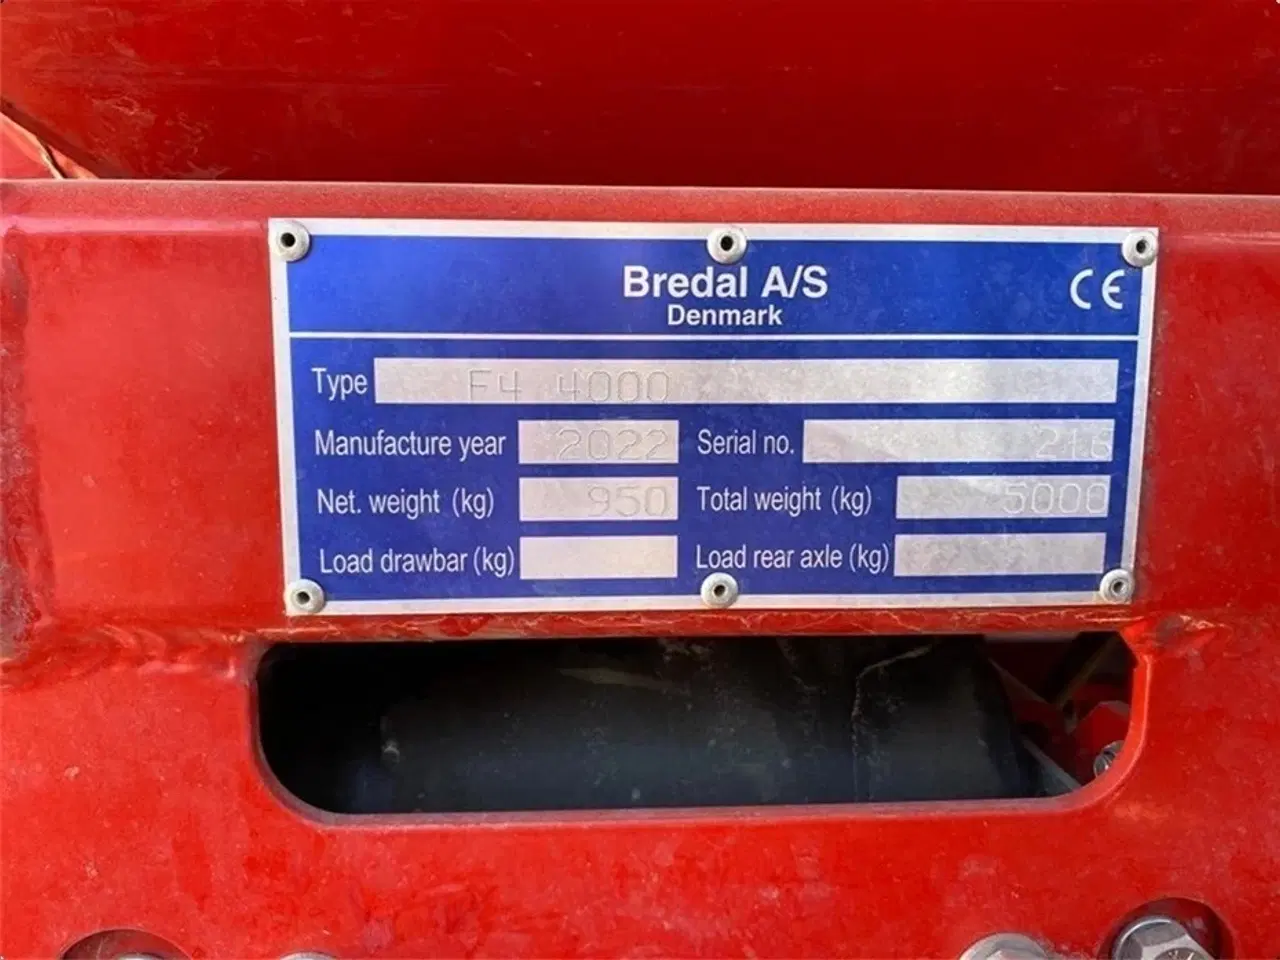 Bredal A/S
Denmark
CE
Type F4 4000
Manufacture year 2022 Serial no. 216
Net. weight (kg) 950 Total weight (kg) 5000
Load drawbar (kg) Load rear axle (kg)